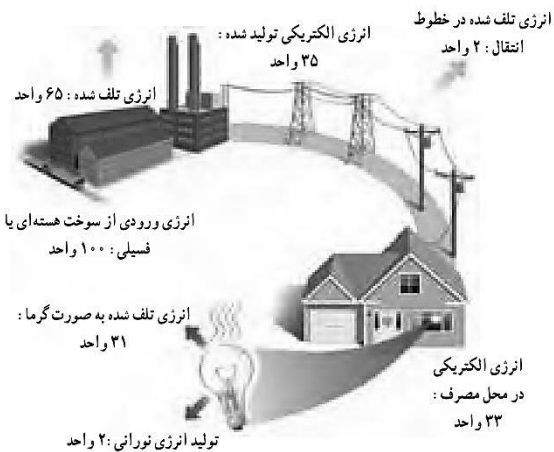 انرژی تلف شده در خطوط
انتقال : ۲ واحد
انرژی الکتریکی تولید شده :
۳۵ واحد
انرژی تلف شده : ۶۵ واحد
انرژی ورودی از سوخت هسته‌ای یا
فسیلی : ۱۰۰ واحد
انرژی تلف شده به صورت گرما :
۳۱ واحد
انرژی الکتریکی
در محل مصرف :
۳۳ واحد
تولید انرژی نورانی : ۲ واحد